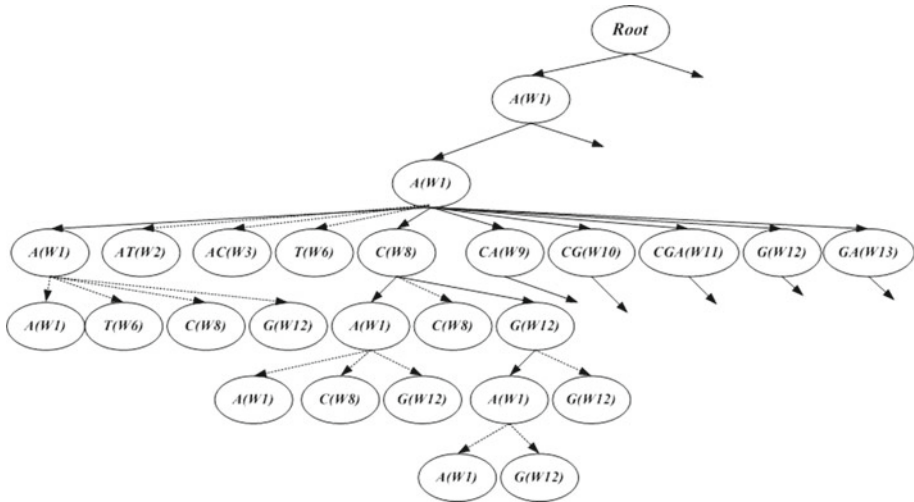 Root
A(W1)
A(W1)
A(W1) AT(W2) AC(W3) T(W6) C(W8) CA(W9) CG(W10) CGA(W11) G(W12) GA(W13)
A(W1) T(W6) C(W8) G(W12) A(W1) C(W8) G(W12)
A(W1) C(W8) G(W12) A(W1) G(W12)
A(W1) G(W12)